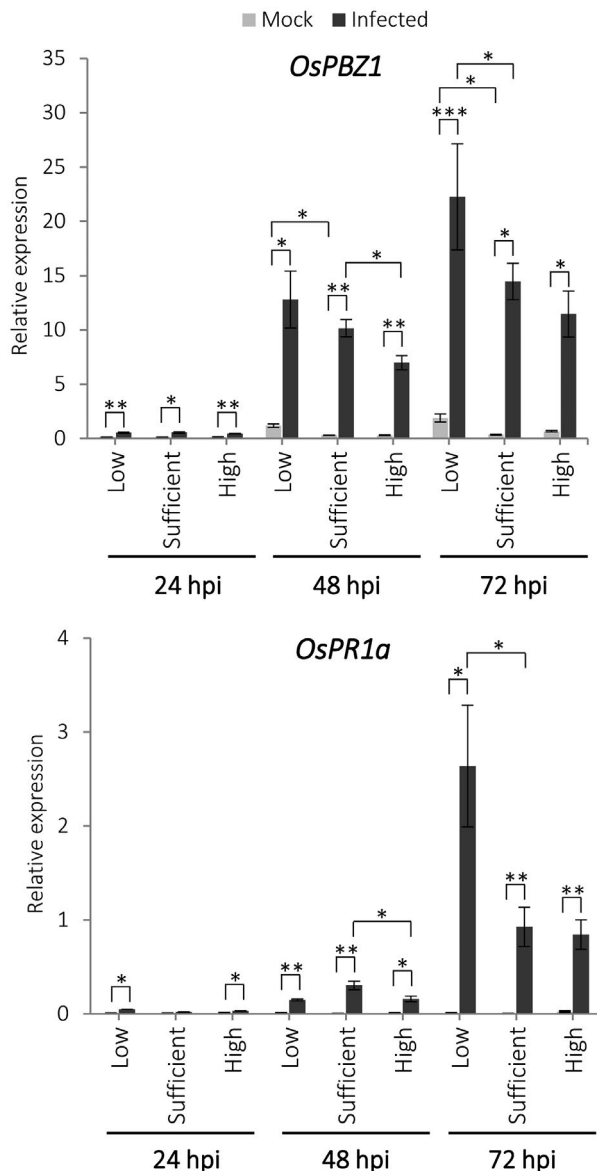 Mock Infected
OsPBZ1
Relative expression
35
30
25
20
15
10
5
0
* *
*** * *
* *
* ** **
** * **
Low Sufficient High Low Sufficient High Low Sufficient High
24 hpi 48 hpi 72 hpi
OsPR1a
Relative expression
4
3
2
1
0
*
* ** **
*
** ** *
* *
Low Sufficient High Low Sufficient High Low Sufficient High
24 hpi 48 hpi 72 hpi